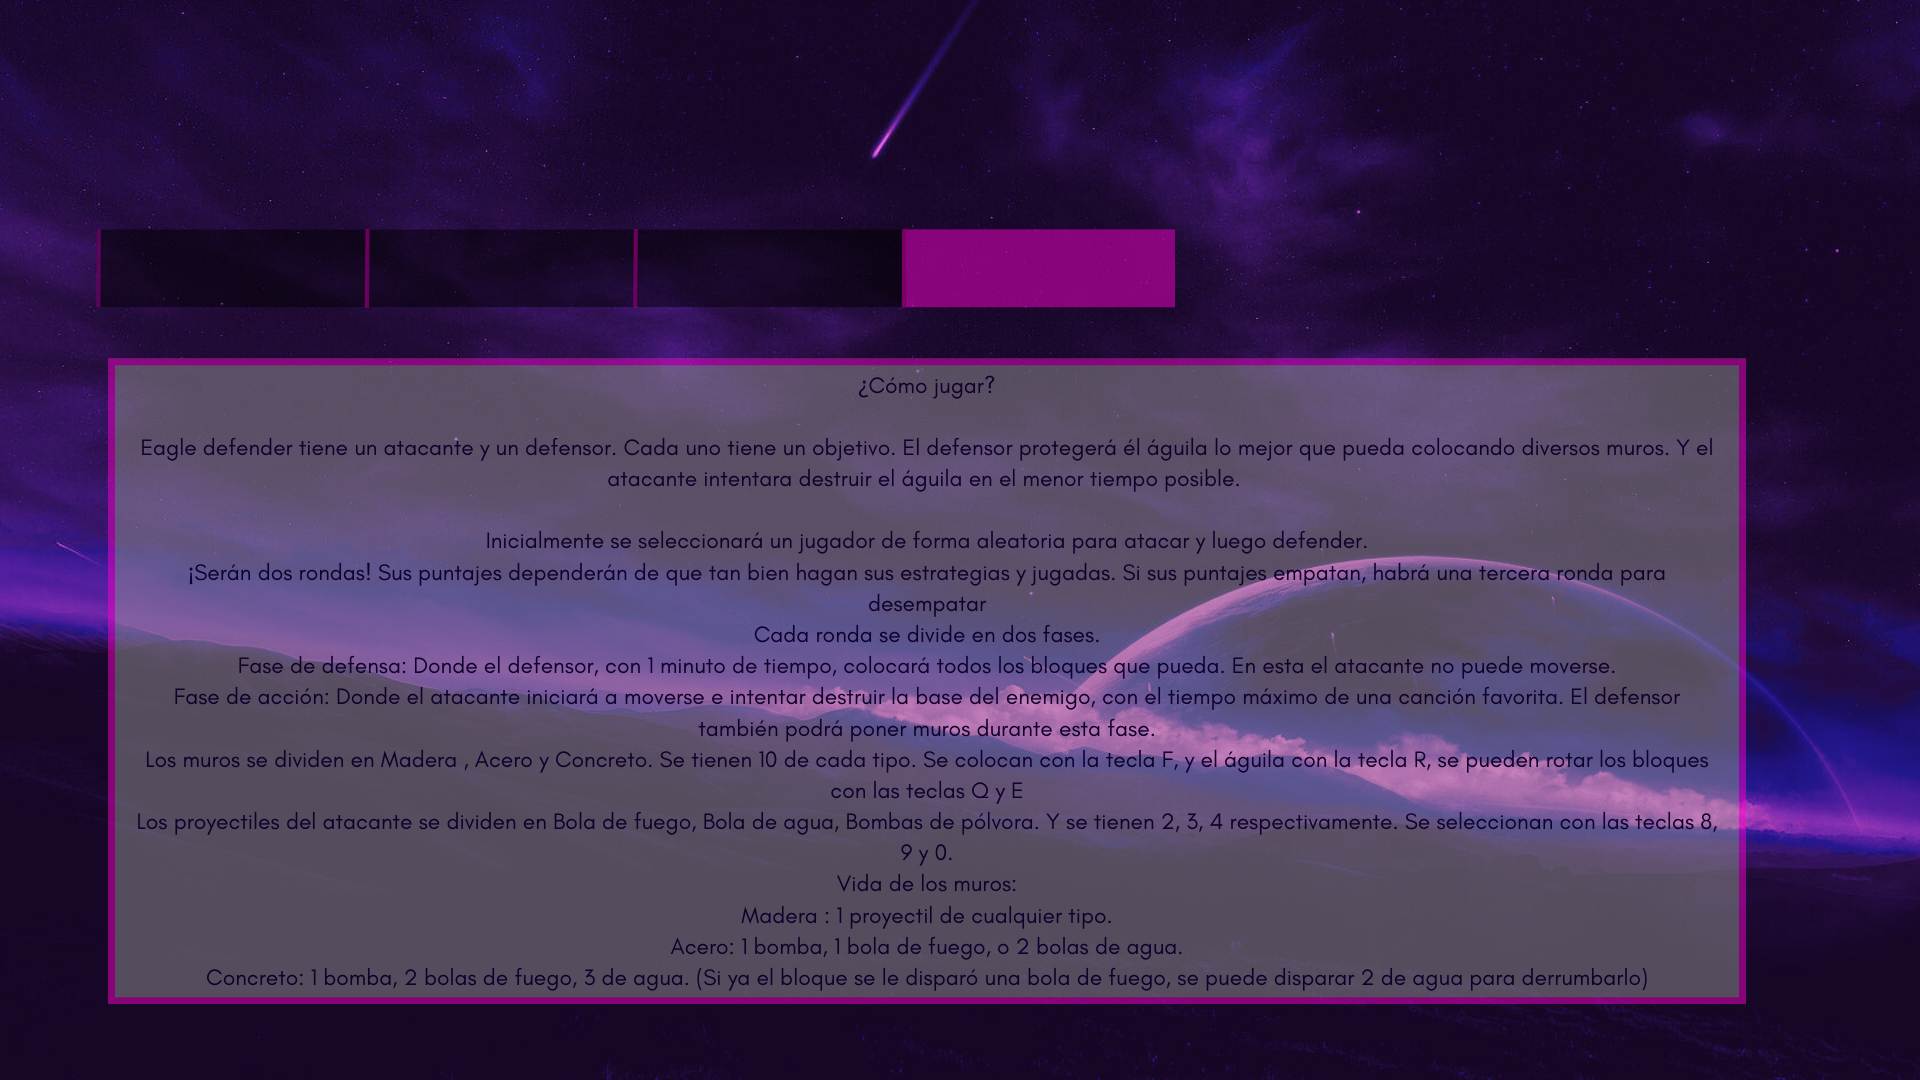 ¿Cómo jugar?
Eagle defender tiene un atacante y un defensor. Cada uno tiene un objetivo. El defensor protegerá él águila lo mejor que pueda colocando diversos muros. Y el
atacante intentara destruir el águila en el menor tiempo posible.
Inicialmente se seleccionará un jugador de forma aleatoria para atacar y luego defender.
¡Serán dos rondas! Sus puntajes dependerán de que tan bien hagan sus estrategias y jugadas. Si sus puntajes empatan, habrá una tercera ronda para
desempatar
Cada ronda se divide en dos fases.
Fase de defensa: Donde el defensor, con 1 minuto de tiempo, colocará todos los bloques que pueda. En esta el atacante no puede moverse.
Fase de acción: Donde el atacante iniciará a moverse e intentar destruir la base del enemigo, con el tiempo máximo de una canción favorita. El defensor
también podrá poner muros durante esta fase.
Los muros se dividen en Madera , Acero y Concreto. Se tienen 10 de cada tipo. Se colocan con la tecla F, y el águila con la tecla R, se pueden rotar los bloques
con las teclas Q y E
Los proyectiles del atacante se dividen en Bola de fuego, Bola de agua, Bombas de pólvora. Y se tienen 2, 3, 4 respectivamente. Se seleccionan con las teclas 8,
9 y 0.
Vida de los muros:
Madera : 1 proyectil de cualquier tipo.
Acero: 1 bomba, 1 bola de fuego, o 2 bolas de agua.
Concreto: 1 bomba, 2 bolas de fuego, 3 de agua. (Si ya el bloque se le disparó una bola de fuego, se puede disparar 2 de agua para derrumbarlo)